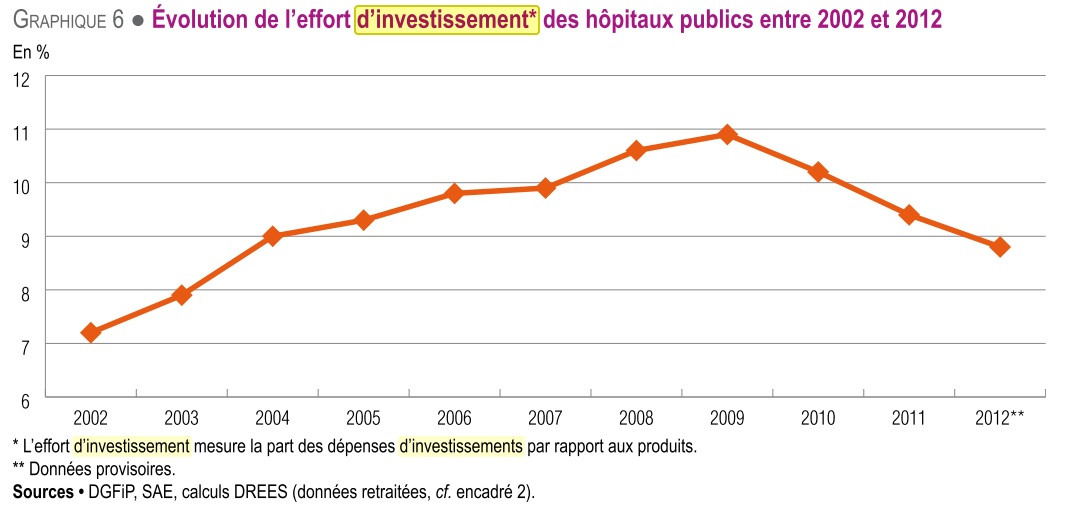 GRAPHIQUE 6 ● Évolution de l’effort d’investissement* des hôpitaux publics entre 2002 et 2012
En %
12
11
10
9
8
7
6
2002 2003 2004 2005 2006 2007 2008 2009 2010 2011 2012**
* L’effort d’investissement mesure la part des dépenses d’investissements par rapport aux produits.
** Données provisoires.
Sources • DGFiP, SAE, calculs DREES (données retraitées, cf. encadré 2).